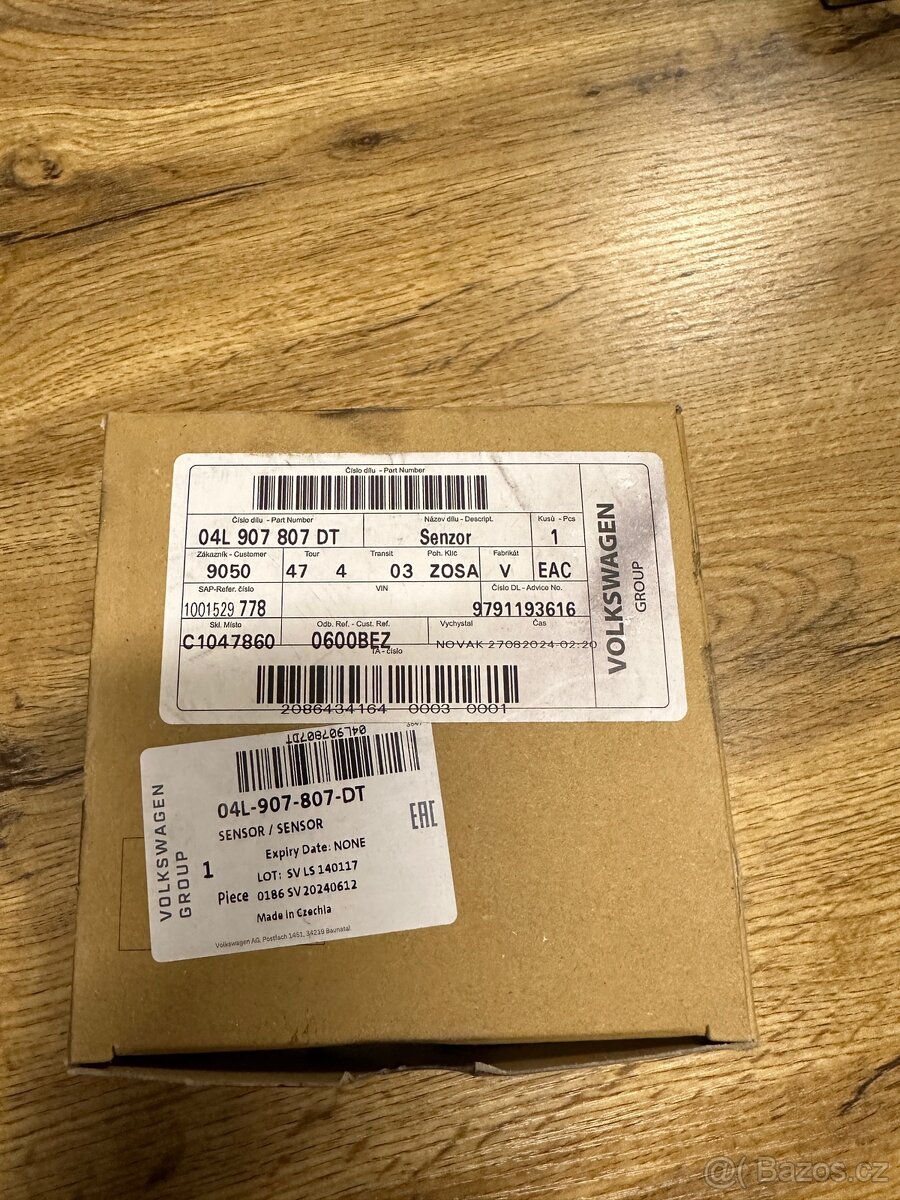 Číslo dílu - Part Number
Číslo dílu - Part Number Název dílu - Descript. Kusů - Pcs
04L 907 807 DT Senzor 1
Zákazník - Customer Tour Transit Poh. Klíč Fabrikát
9050 47 4 03 ZOSA V EAC
SAP-Refer. číslo VIN Číslo DL - Advice No.
1001529 778 9791193616
Skl. Místo Odb. Ref. - Cust. Ref. Vychystal Čas
C1047860 0600BEZ NOVAK 27082024-02:20
TA - číslo
2086434164 0003 0001
VOLKSWAGEN
GROUP
04L907807DT
04L-907-807-DT
SENSOR / SENSOR
Expiry Date: NONE
1 LOT: SV LS 140117
Piece 0186 SV 20240612
Made in Czechia
Volkswagen AG, Postfach 1451, 34219 Baunatal
VOLKSWAGEN
GROUP
EAC
@( Bazos.cz